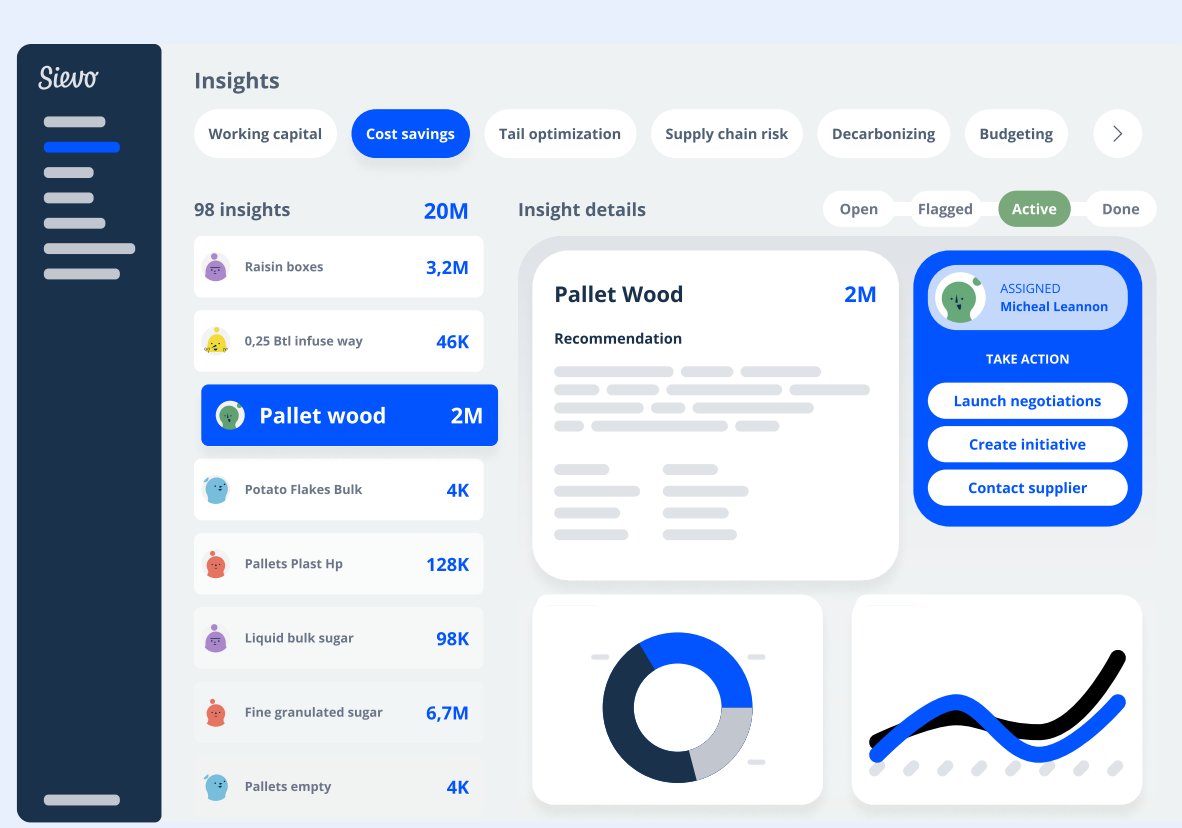 Sievo
Insights
Working capital
Cost savings
Tail optimization
Supply chain risk
Decarbonizing
Budgeting
98 insights
20M
Raisin boxes
3,2M
0,25 Btl infuse way
46K
Pallet wood
2M
Potato Flakes Bulk
4K
Pallets Plast Hp
128K
Liquid bulk sugar
98K
Fine granulated sugar
6,7M
Pallets empty
4K
Insight details
Open
Flagged
Active
Done
Pallet Wood
2M
Recommendation
ASSIGNED
Micheal Leannon
TAKE ACTION
Launch negotiations
Create initiative
Contact supplier